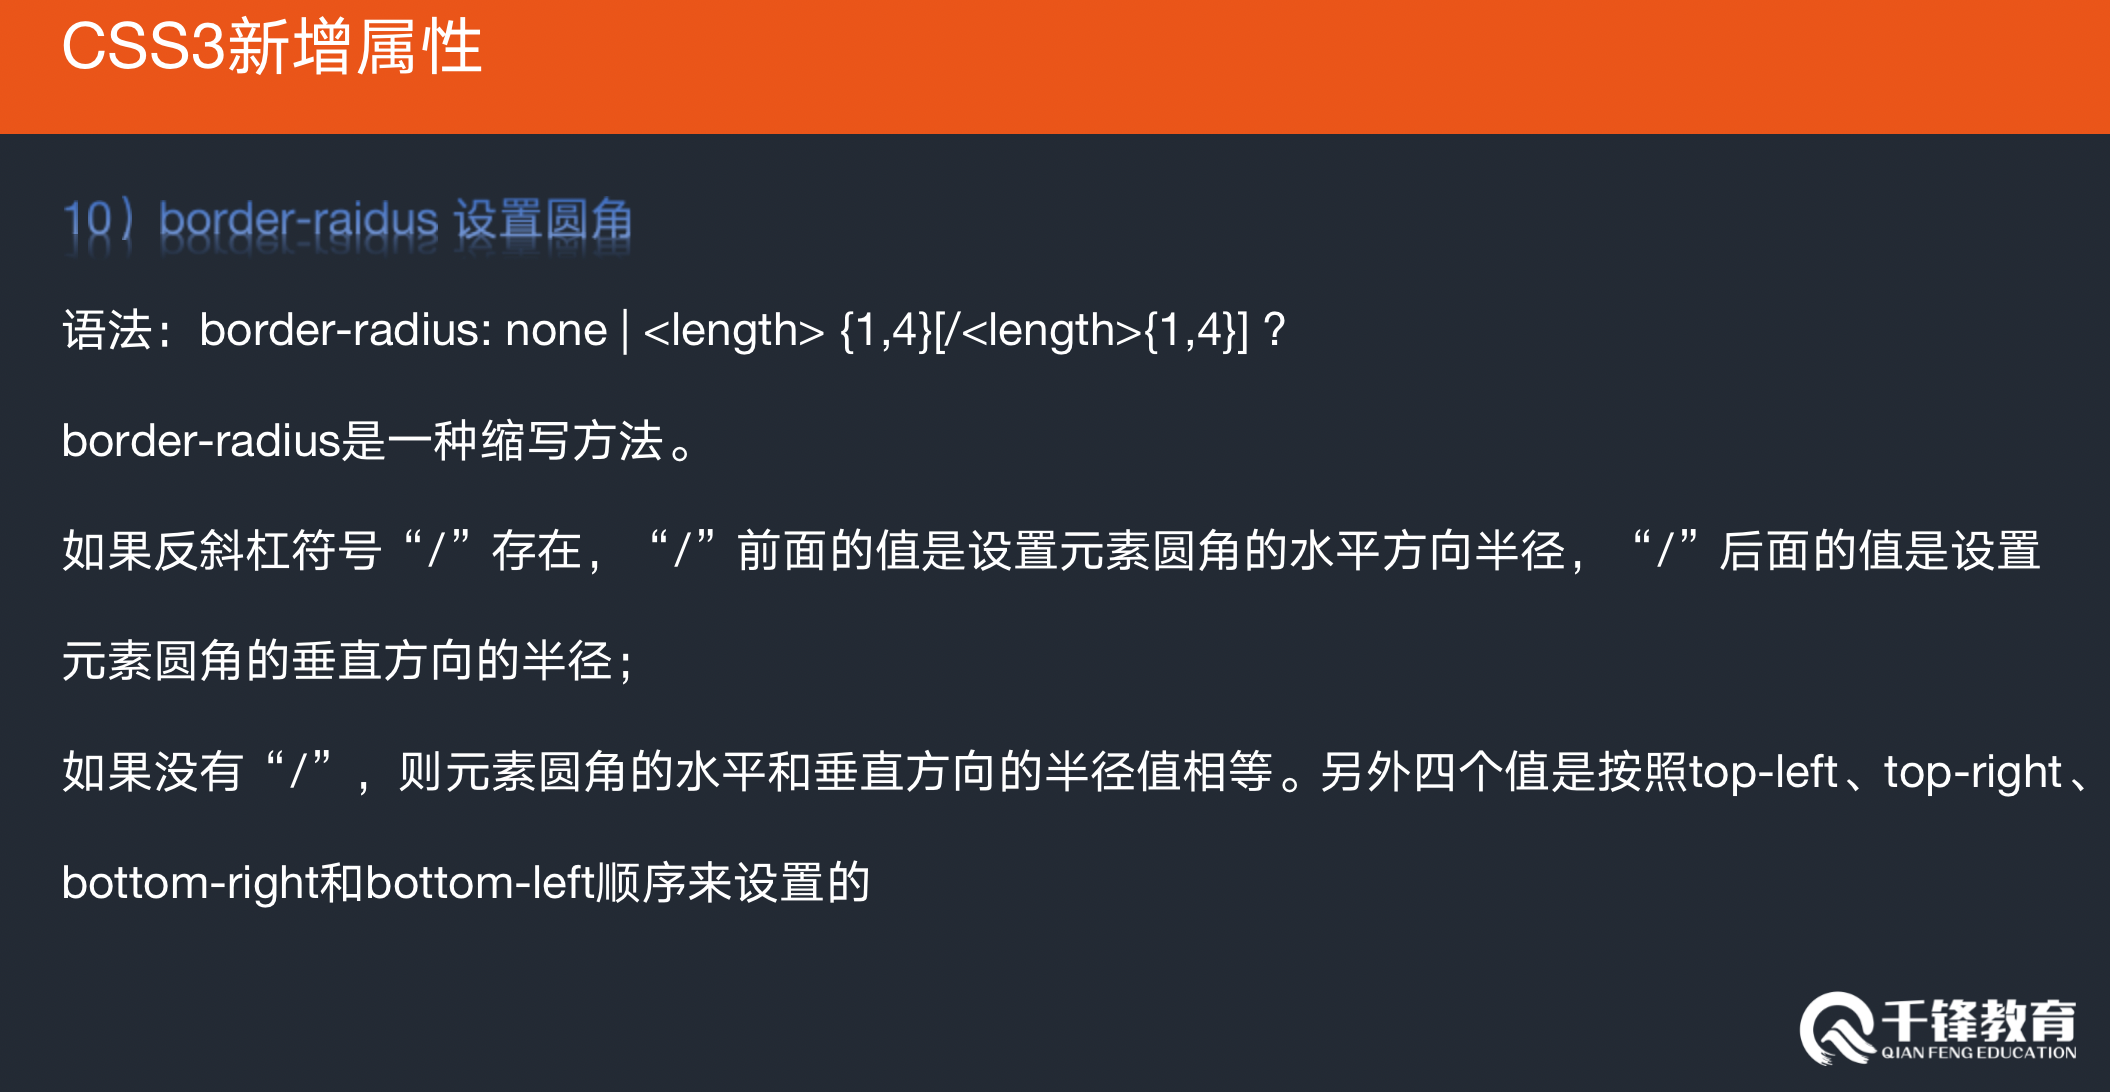 CSS3新增属性
10）border-raidus 设置圆角
语法：border-radius: none | <length> {1,4}[/<length>{1,4}] ?
border-radius是一种缩写方法。
如果反斜杠符号“/”存在，“/”前面的值是设置元素圆角的水平方向半径，“/”后面的值是设置
元素圆角的垂直方向的半径；
如果没有“/”，则元素圆角的水平和垂直方向的半径值相等。另外四个值是按照top-left、top-right、
bottom-right和bottom-left顺序来设置的
千锋教育
QIAN FENG EDUCATION